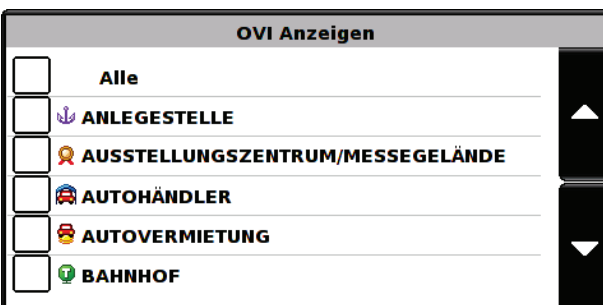 OVI Anzeigen
Alle
ANLEGESTELLE
AUSSTELLUNGSZENTRUM/MESSEGELÄNDE
AUTOHÄNDLER
AUTOVERMIETUNG
BAHNHOF